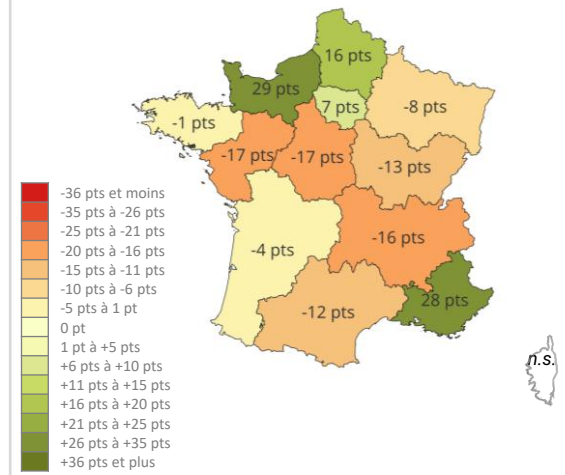 16 pts
29 pts
7 pts
-8 pts
-1 pts
-17 pts
-17 pts
-13 pts
-4 pts
-16 pts
-12 pts
28 pts
n.s.
-36 pts et moins
-35 pts à -26 pts
-25 pts à -21 pts
-20 pts à -16 pts
-15 pts à -11 pts
-10 pts à -6 pts
-5 pts à 1 pt
0 pt
1 pt à +5 pts
+6 pts à +10 pts
+11 pts à +15 pts
+16 pts à +20 pts
+21 pts à +25 pts
+26 pts à +35 pts
+36 pts et plus